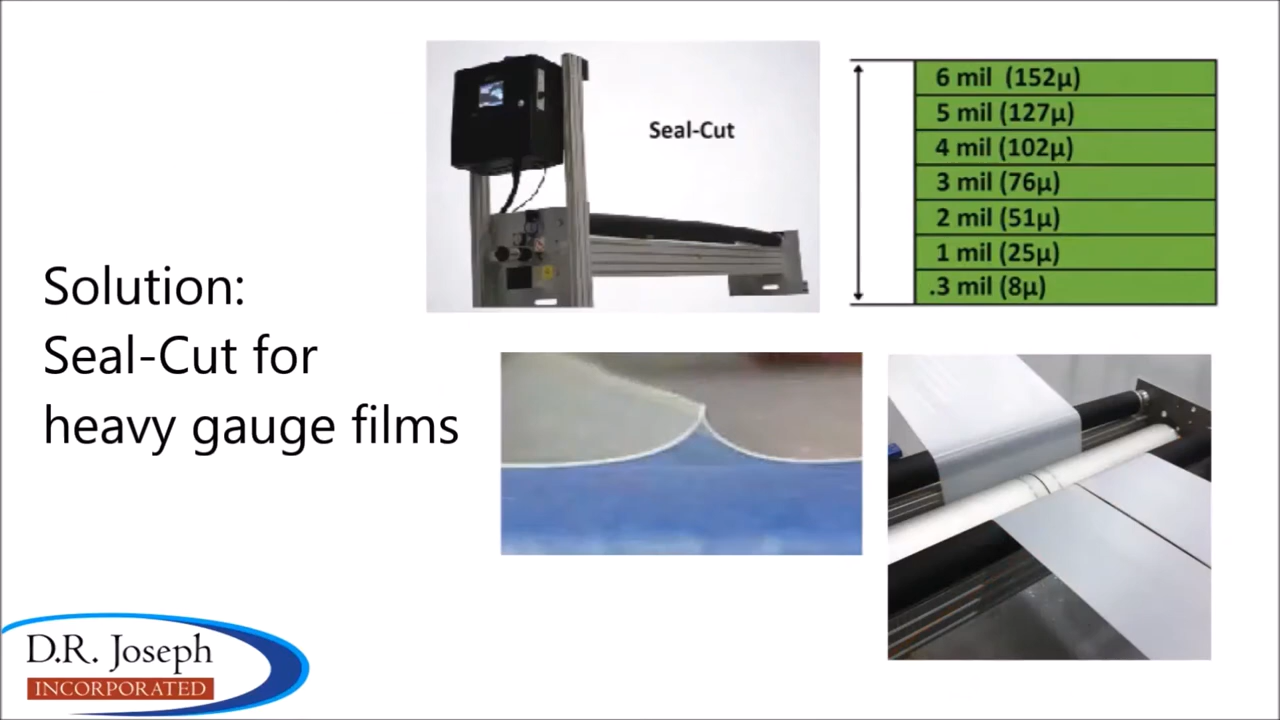 Solution:
Seal-Cut for
heavy gauge films
Seal-Cut
6 mil (152µ)
5 mil (127µ)
4 mil (102µ)
3 mil (76µ)
2 mil (51µ)
1 mil (25µ)
.3 mil (8µ)
D.R. Joseph
INCORPORATED